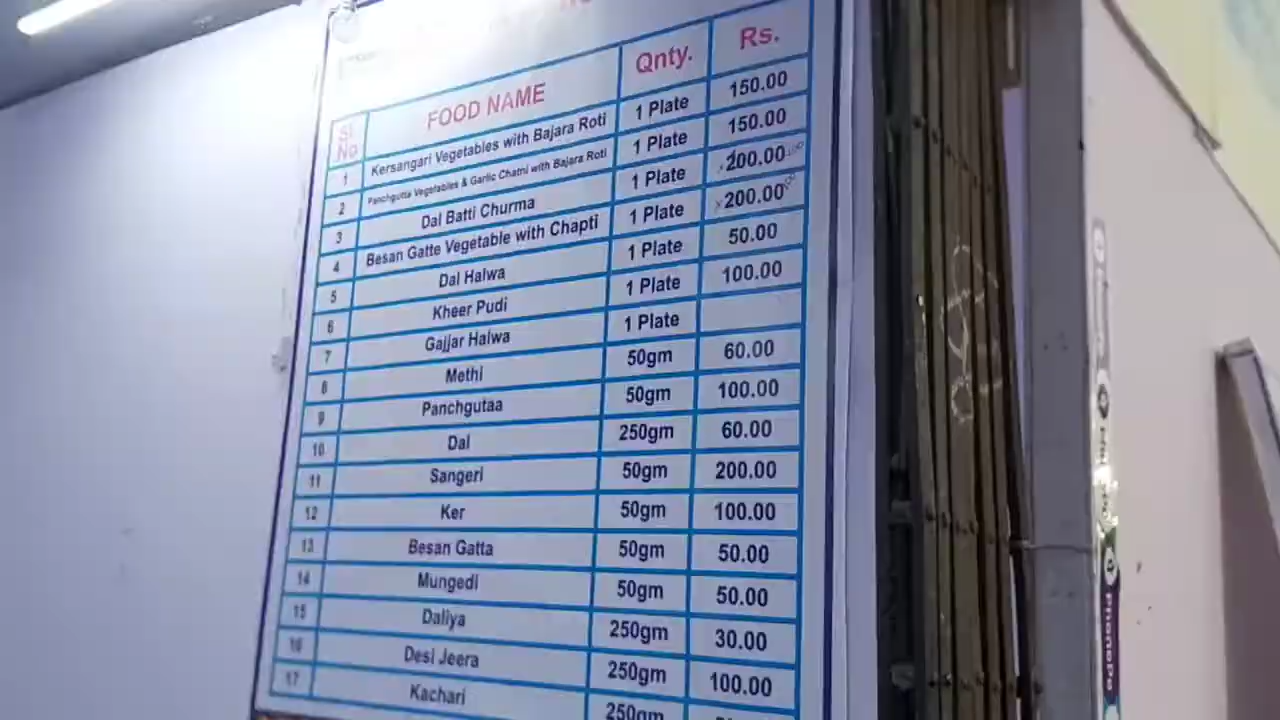 Sl No FOOD NAME Qnty. Rs.
1 Kersangari Vegetables with Bajara Roti 1 Plate 150.00
2 Panchgutta Vegetables & Garlic Chatni with Bajara Roti 1 Plate 150.00
3 Dal Batti Churma 1 Plate 200.00
4 Besan Gatte Vegetable with Chapti 1 Plate 200.00
5 Dal Halwa 1 Plate 50.00
6 Kheer Pudi 1 Plate 100.00
7 Gajjar Halwa 1 Plate
8 Methi 50gm 60.00
9 Panchgutaa 50gm 100.00
10 Dal 250gm 60.00
11 Sangeri 50gm 200.00
12 Ker 50gm 100.00
13 Besan Gatta 50gm 50.00
14 Mungedi 50gm 50.00
15 Daliya 250gm 30.00
16 Desi Jeera 250gm 100.00
17 Kachari 250gm
PhonePe